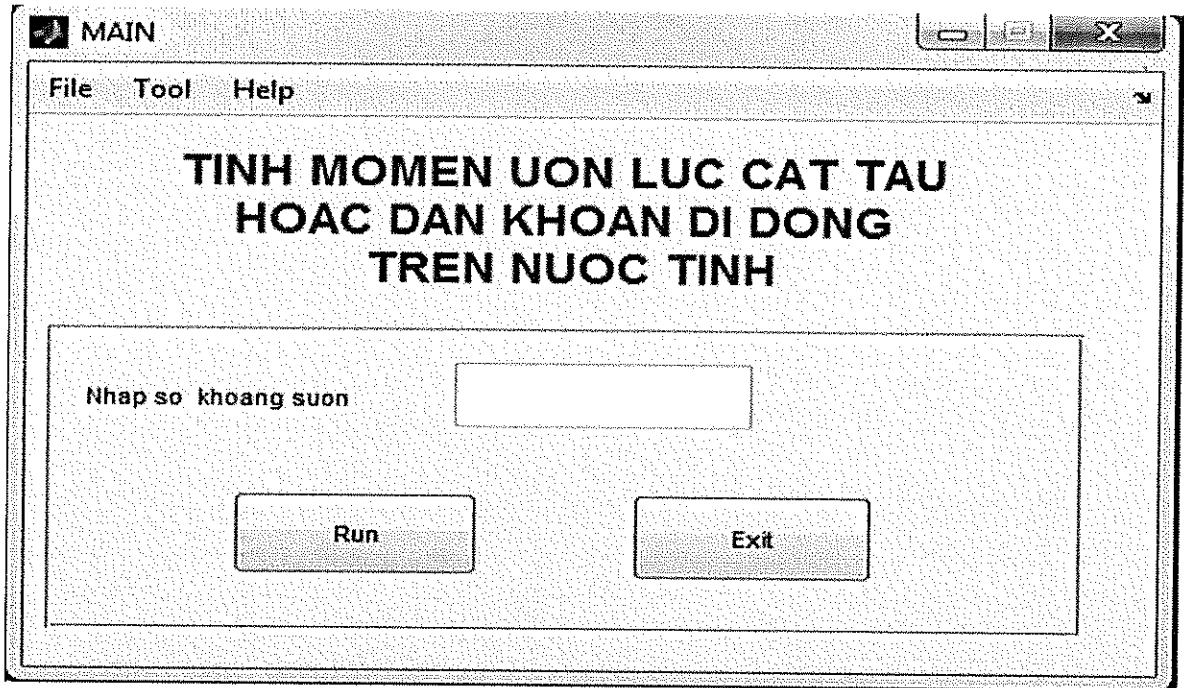 MAIN
File Tool Help
TINH MOMEN UON LUC CAT TAU
HOAC DAN KHOAN DI DONG
TREN NUOC TINH
Nhap so khoang suon
Run
Exit